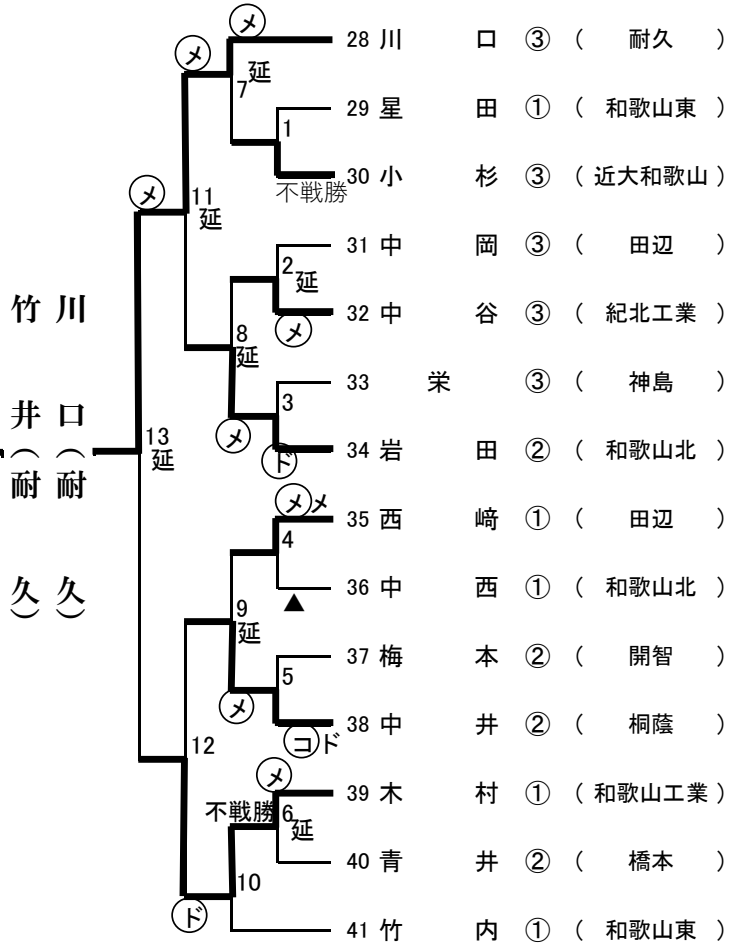 28 川 口 ③ ( 耐久 )
29 星 田 ① ( 和歌山東 )
30 小 杉 ③ ( 近大和歌山 )
31 中 岡 ③ ( 田辺 )
32 中 谷 ③ ( 紀北工業 )
33 栄 ③ ( 神島 )
34 岩 田 ② ( 和歌山北 )
35 西 﨑 ① ( 田辺 )
36 中 西 ① ( 和歌山北 )
37 梅 本 ② ( 開智 )
38 中 井 ② ( 桐蔭 )
39 木 村 ① ( 和歌山工業 )
40 青 井 ② ( 橋本 )
41 竹 内 ① ( 和歌山東 )
メ
メ
7 延
1
不戦勝
メ
11 延
2 延
メ
8 延
3
メ
ド
13 延
メメ
4
▲
9 延
5
メ
コド
12
メ
不戦勝
6 延
10
ド
川口(耐久)
竹井(耐久)